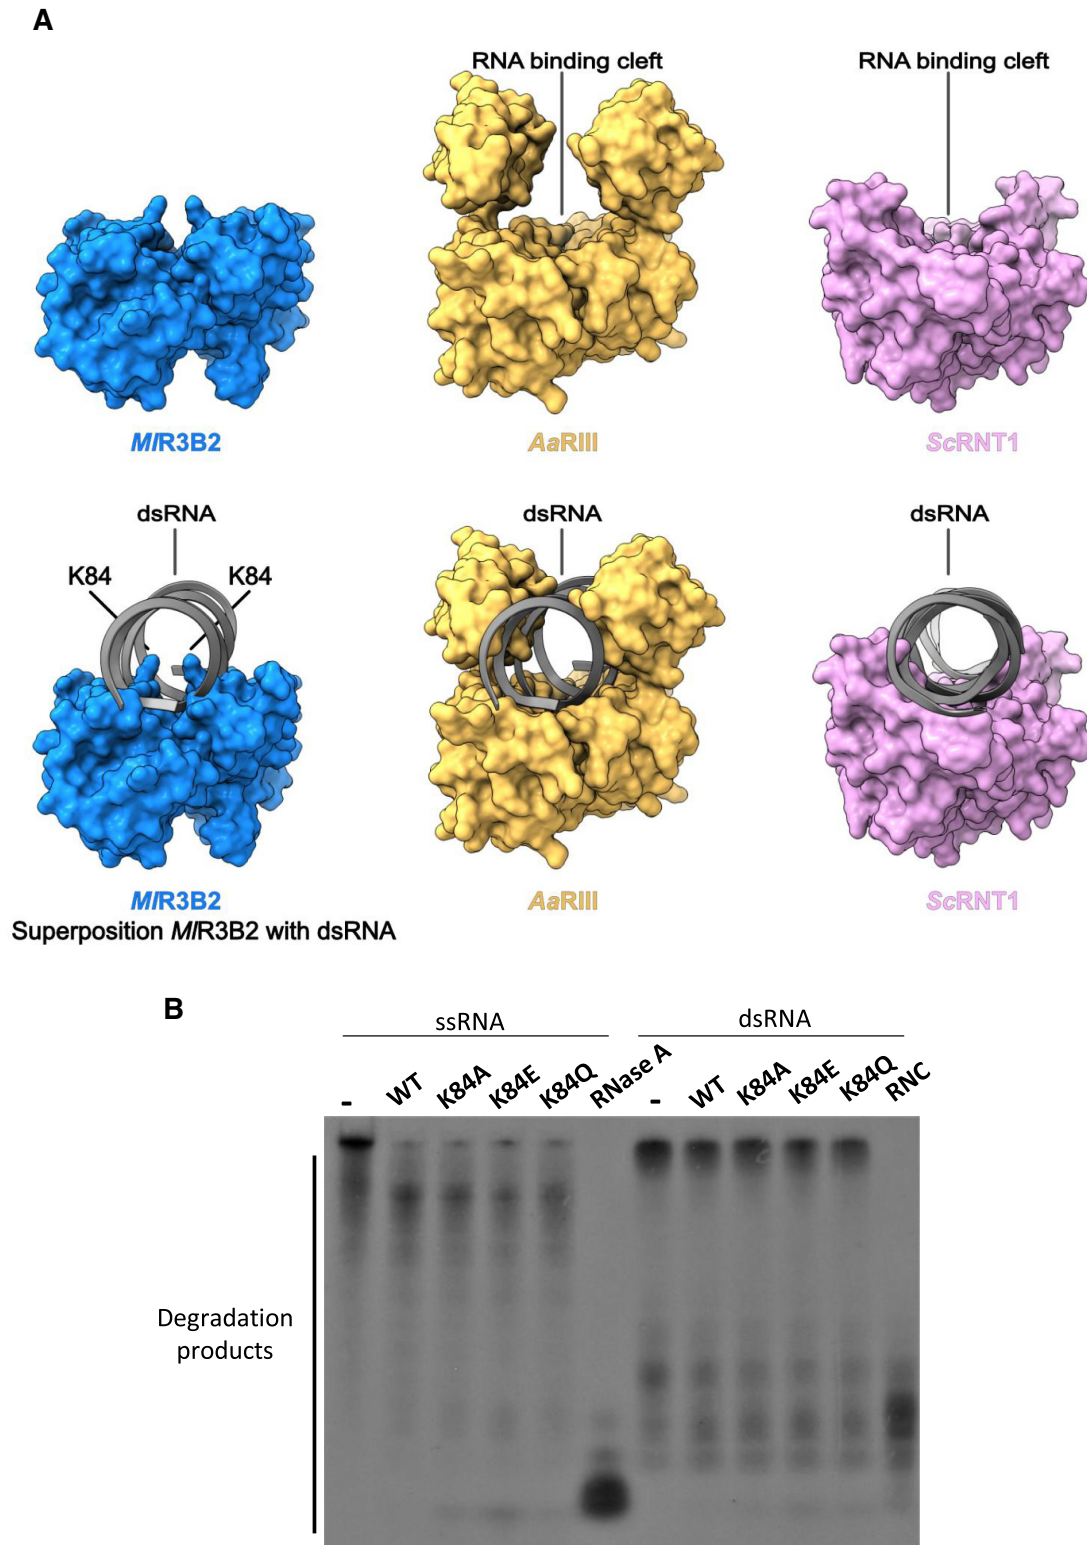 A
RNA binding cleft
RNA binding cleft
MlR3B2
AaRIII
ScRNT1
dsRNA
dsRNA
dsRNA
K84
K84
MlR3B2
AaRIII
ScRNT1
Superposition MlR3B2 with dsRNA
B
ssRNA
dsRNA
- WT K84A K84E K84Q RNase A - WT K84A K84E K84Q RNC
Degradation
products